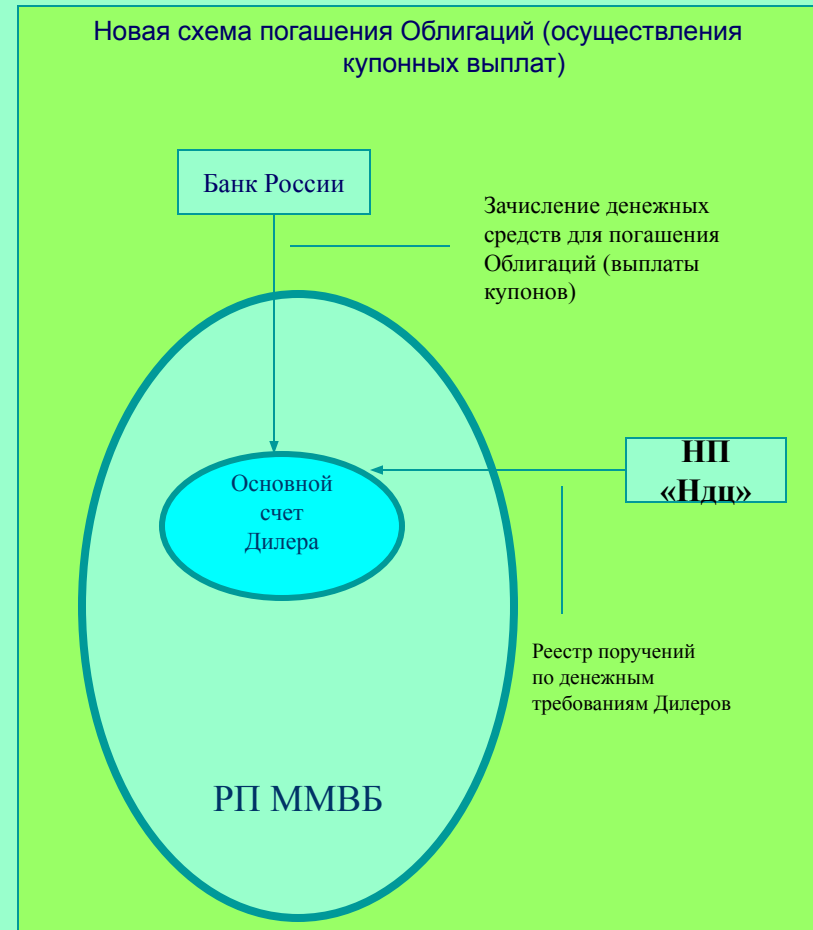 Новая схема погашения Облигаций (осуществления
купонных выплат)
Банк России
Зачисление денежных
средств для погашения
Облигаций (выплаты
купонов)
НП
«Ндц»
Основной
счет
Дилера
Реестр поручений
по денежным
требованиям Дилеров
РП ММВБ